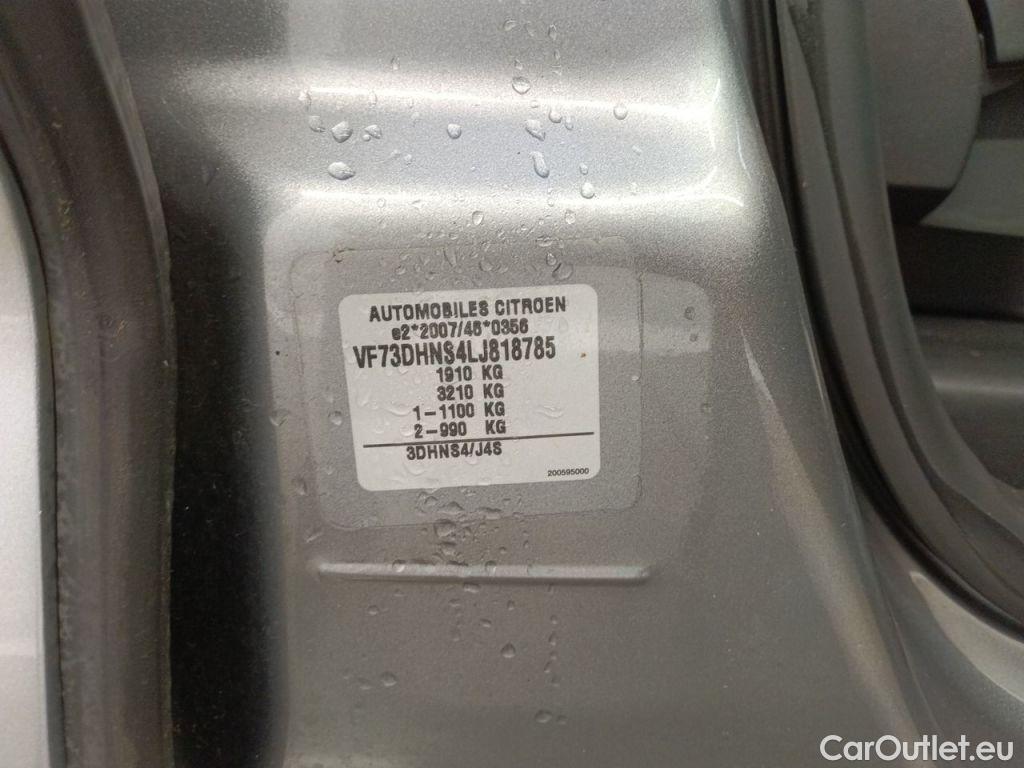 AUTOMOBILES CITROEN
e2*2007/46*0356
VF73DHNS4LJ818785
1910 KG
3210 KG
1-1100 KG
2-990 KG
3DHNS4/J4S
200595000
CarOutlet.eu